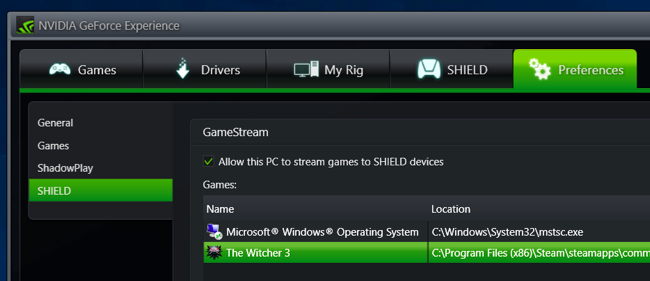 NVIDIA GeForce Experience
Games Drivers My Rig SHIELD Preferences
General
Games
ShadowPlay
SHIELD
GameStream
Allow this PC to stream games to SHIELD devices
Games:
Name Location
Microsoft® Windows® Operating System C:\Windows\System32\mstsc.exe
The Witcher 3 C:\Program Files (x86)\Steam\steamapps\comm